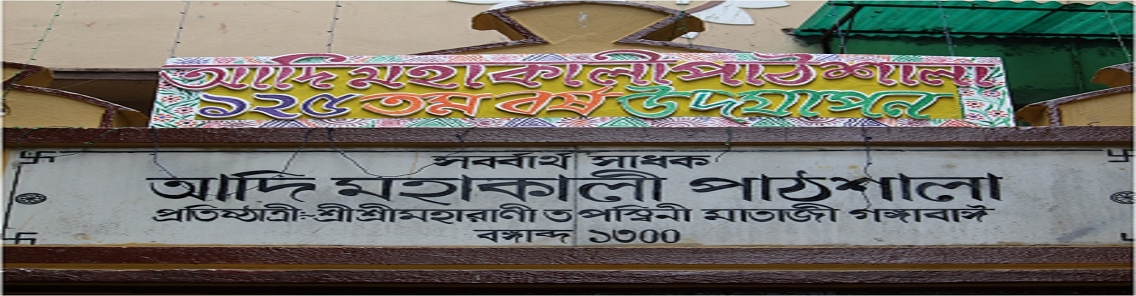 আদি মহাকালী পাঠশালা
১২৫ তম বর্ষ উদযাপন
সর্ব্বার্থ সাধক
আদি মহাকালী পাঠশালা
প্রতিষ্ঠাত্রীঃ-শ্রীশ্রীমহারাণী তপস্বিনী মাতাজী গঙ্গাবাঈ
বঙ্গাব্দ ১৩০০